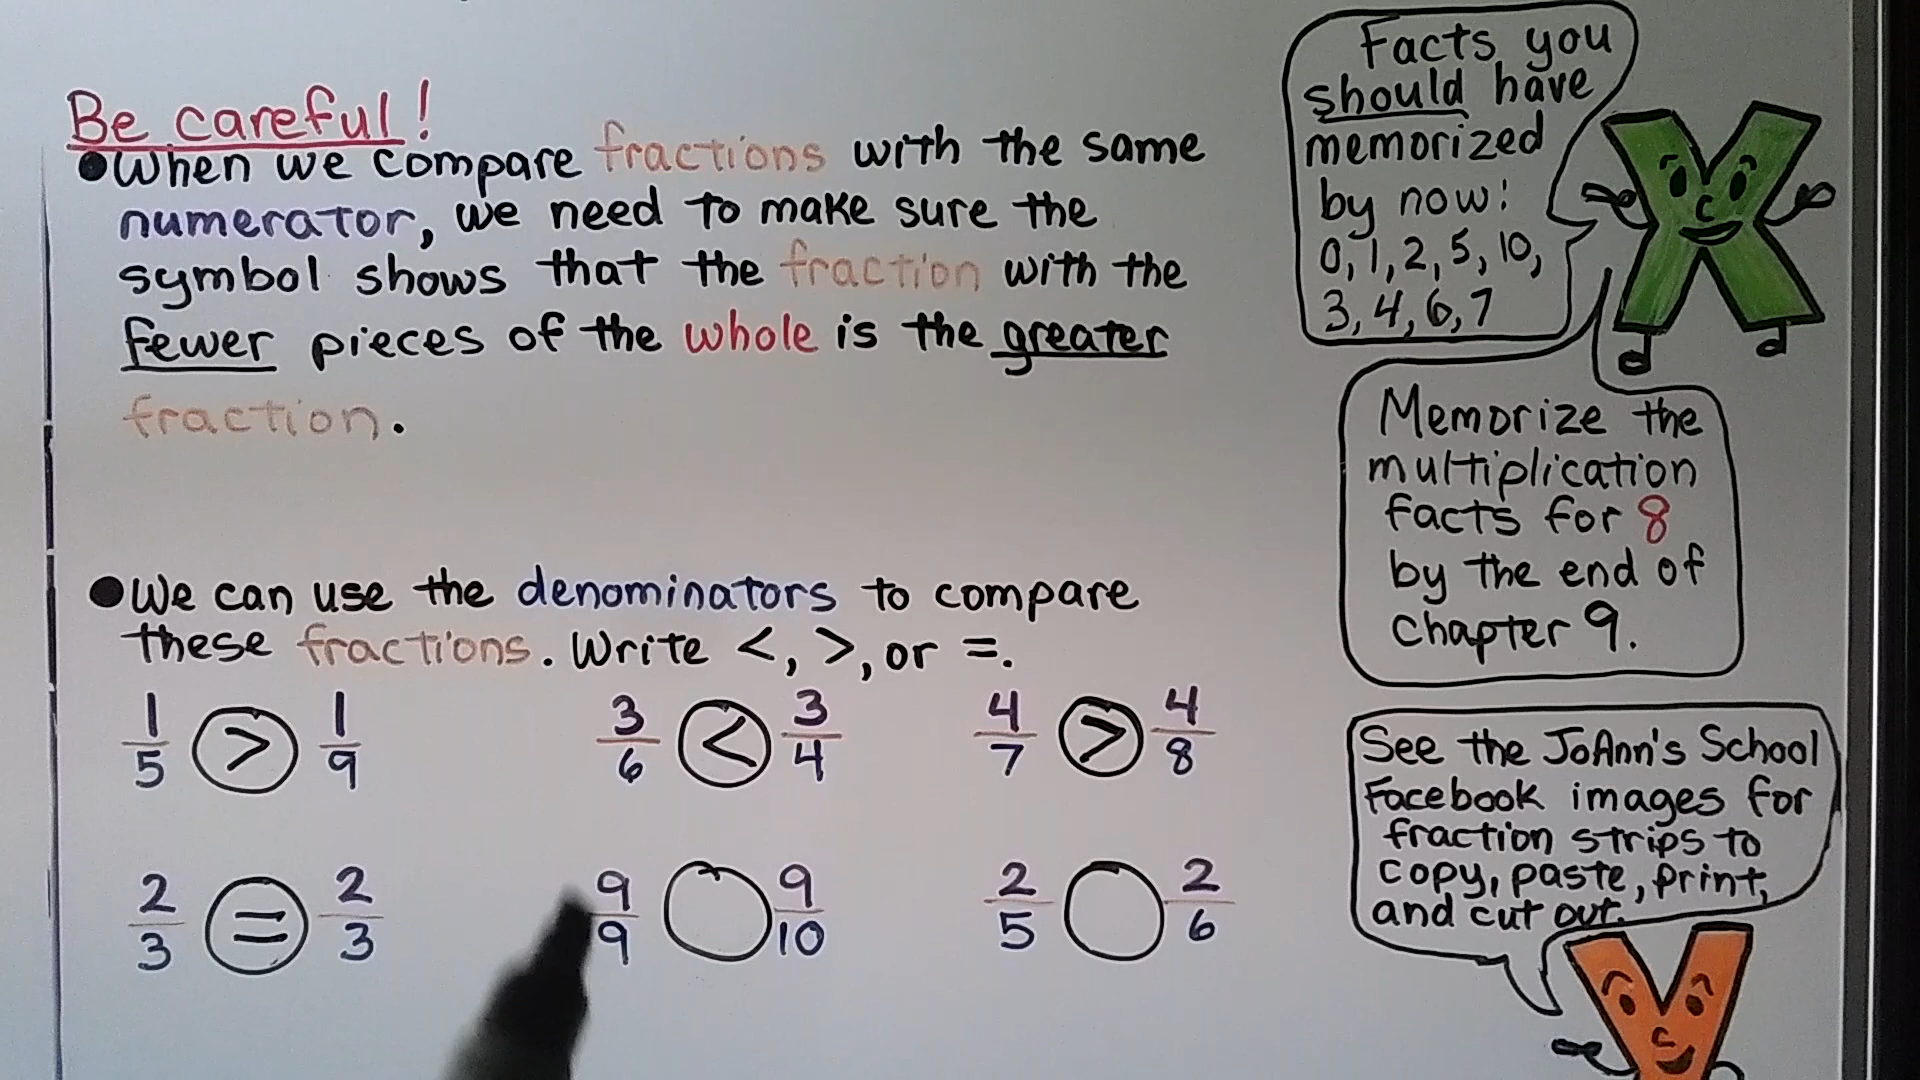 Be careful!
●When we compare fractions with the same
numerator, we need to make sure the
symbol shows that the fraction with the
fewer pieces of the whole is the greater
fraction.
●We can use the denominators to compare
these fractions. Write <, >, or =.
1/5 > 1/9
3/6 < 3/4
4/7 > 4/8
2/3 = 2/3
9/9 ◯ 9/10
2/5 ◯ 2/6
Facts you
should have
memorized
by now:
0, 1, 2, 5, 10,
3, 4, 6, 7
Memorize the
multiplication
facts for 8
by the end of
Chapter 9.
See the JoAnn's School
Facebook images for
fraction strips to
copy, paste, print,
and cut out.